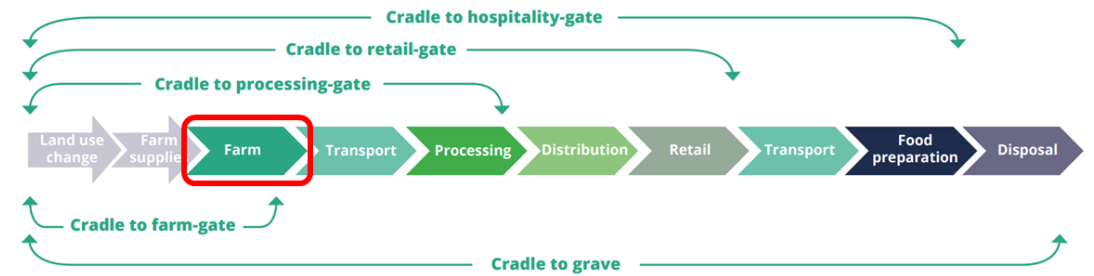 Cradle to hospitality-gate
Cradle to retail-gate
Cradle to processing-gate
Land use
change
Farm
supplies
Farm
Transport
Processing
Distribution
Retail
Transport
Food
preparation
Disposal
Cradle to farm-gate
Cradle to grave